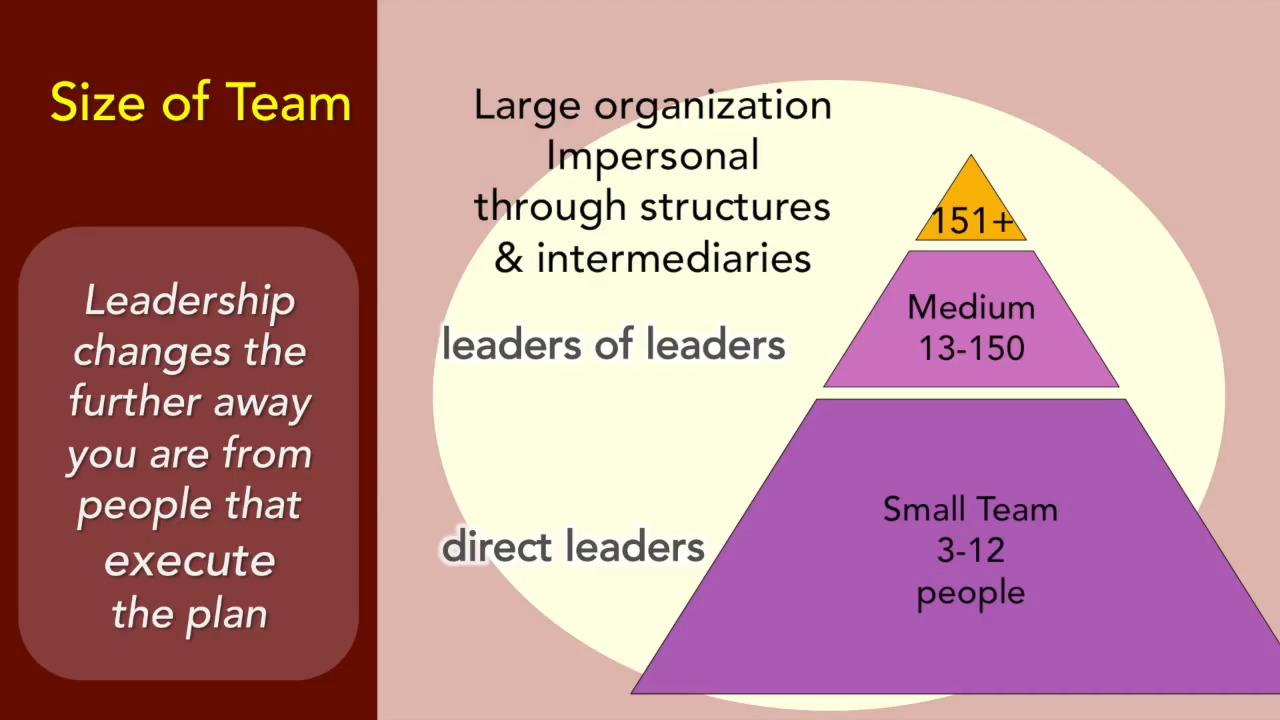 Size of Team
Leadership
changes the
further away
you are from
people that
execute
the plan
Large organization
Impersonal
through structures
& intermediaries
leaders of leaders
direct leaders
151+
Medium
13-150
Small Team
3-12
people